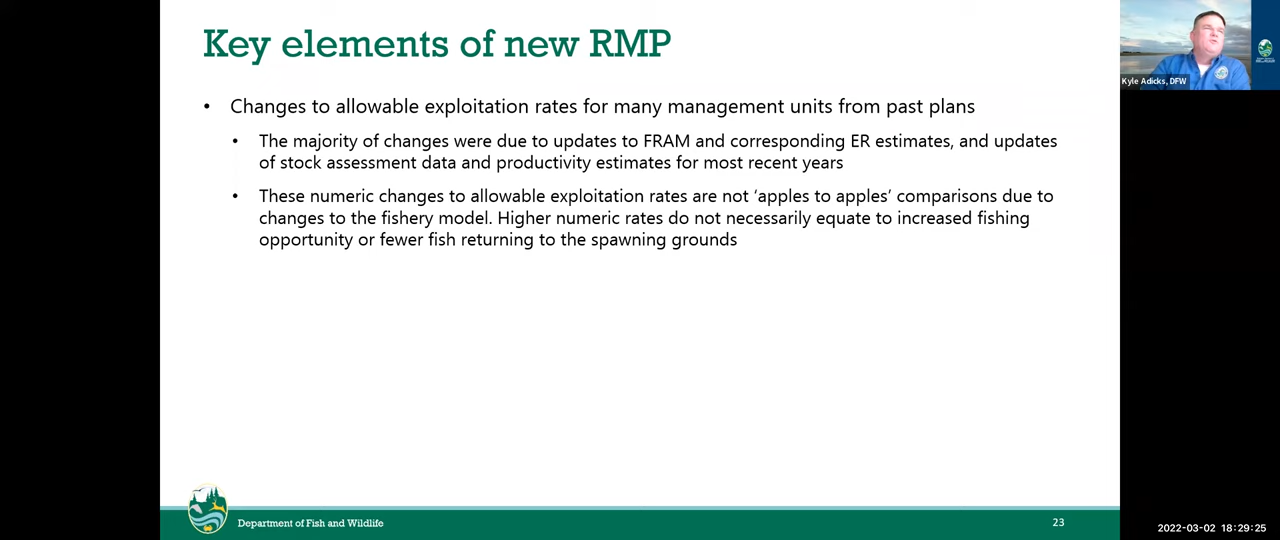 Key elements of new RMP
• Changes to allowable exploitation rates for many management units from past plans
• The majority of changes were due to updates to FRAM and corresponding ER estimates, and updates
of stock assessment data and productivity estimates for most recent years
• These numeric changes to allowable exploitation rates are not ‘apples to apples’ comparisons due to
changes to the fishery model. Higher numeric rates do not necessarily equate to increased fishing
opportunity or fewer fish returning to the spawning grounds
Kyle Adicks, DFW
Department of Fish and Wildlife
23
2022-03-02 18:29:25